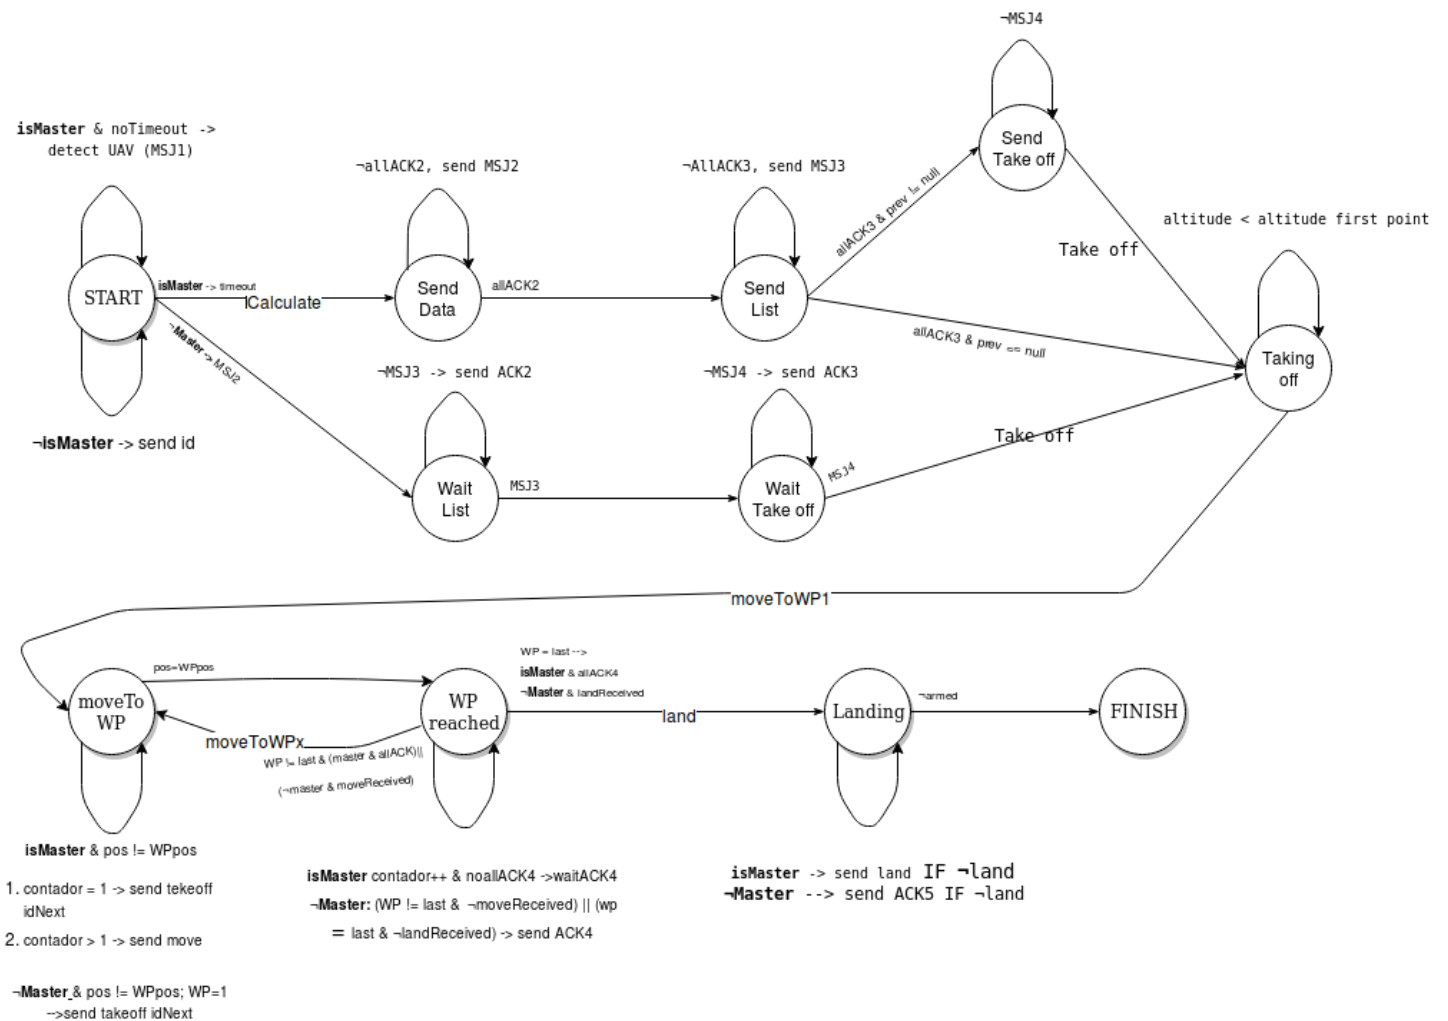 ¬MSJ4
isMaster & noTimeout ->
detect UAV (MSJ1)
¬allACK2, send MSJ2
¬AllACK3, send MSJ3
Send
Take off
allACK3 & prev != null
altitude < altitude first point
Take off
START
isMaster -> timeout
Calculate
Send
Data
allACK2
Send
List
allACK3 & prev == null
Taking
off
¬Master -> MSJ2
¬MSJ3 -> send ACK2
¬MSJ4 -> send ACK3
¬isMaster -> send id
Take off
Wait
List
MSJ3
Wait
Take off
MSJ4
moveToWP1
WP = last -->
isMaster & allACK4
¬Master & landReceived
pos=WPpos
moveTo
WP
WP
reached
land
Landing
¬armed
FINISH
moveToWPx
WP != last & (master & allACK)||
(¬master & moveReceived)
isMaster & pos != WPpos
1. contador = 1 -> send tekeoff
idNext
2. contador > 1 -> send move
¬Master & pos != WPpos; WP=1
-->send takeoff idNext
isMaster contador++ & noallACK4 ->waitACK4
¬Master: (WP != last & ¬moveReceived) || (wp
= last & ¬landReceived) -> send ACK4
isMaster -> send land IF ¬land
¬Master --> send ACK5 IF ¬land